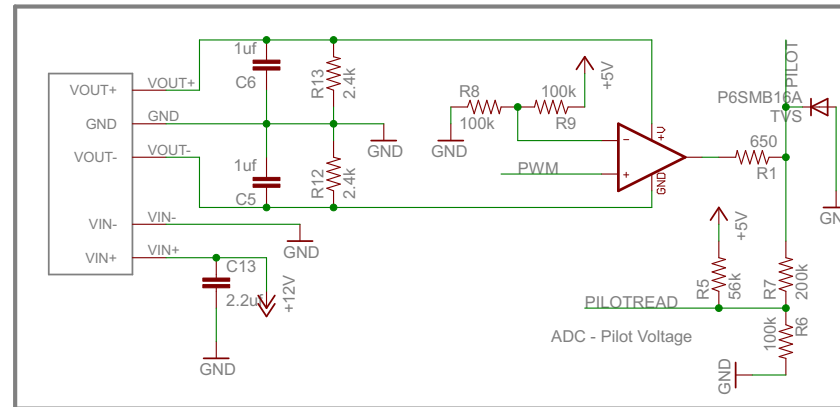 VOUT+
GND
VOUT-
VIN-
VIN+
VOUT+
GND
VOUT-
VIN-
VIN+
1uf
C6
1uf
C5
R13
2.4k
R12
2.4k
GND
GND
C13
2.2uf
+12V
GND
R8
100k
GND
100k
R9
+5V
PWM
-
+
+V
GND
650
R1
PILOT
P6SMB16A
TVS
GND
+5V
R5
56k
R7
200k
PILOTREAD
R6
100k
ADC - Pilot Voltage
GND